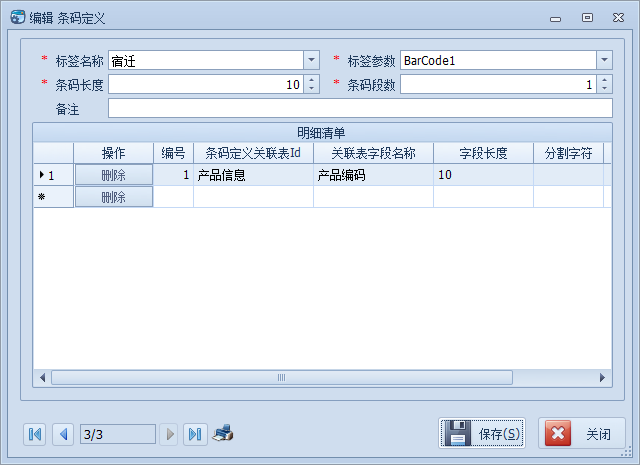 编辑 条码定义
* 标签名称 宿迁 * 标签参数 BarCode1
* 条码长度 10 * 条码段数 1
备注
明细清单
操作 编号 条码定义关联表Id 关联表字段名称 字段长度 分割字符
1 删除 1 产品信息 产品编码 10
* 删除
3/3 保存(S) 关闭